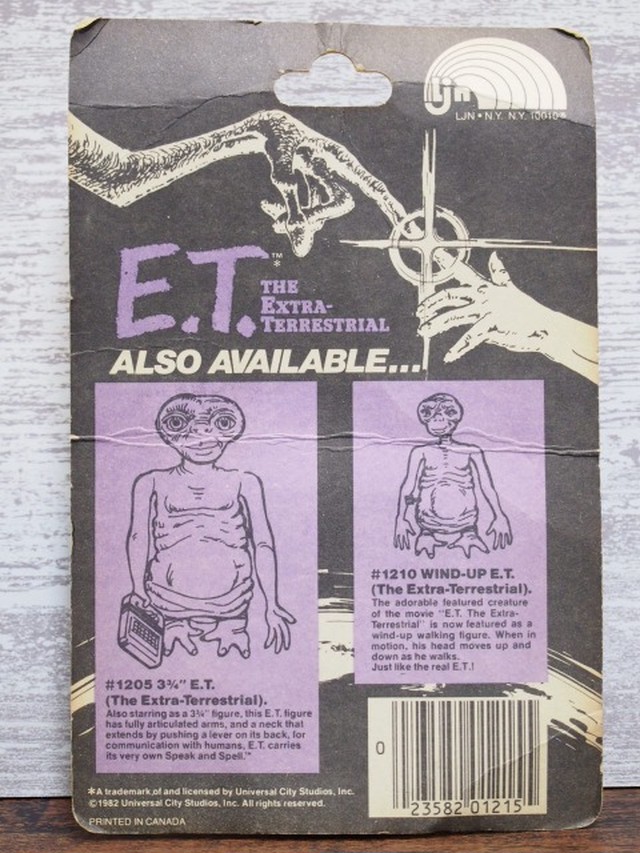 LJN
LJN • N.Y. N.Y. 10010®
E.T.™
*
THE
EXTRA-
TERRESTRIAL
ALSO AVAILABLE...
#1205 3¾" E.T.
(The Extra-Terrestrial).
Also starring as a 3¾" figure, this E.T. figure
has fully articulated arms, and a neck that
extends by pushing a lever on its back, for
communication with humans, E.T. carries
its very own Speak and Spell.™
#1210 WIND-UP E.T.
(The Extra-Terrestrial).
The adorable featured creature
of the movie "E.T. The Extra-
Terrestrial" is now featured as a
wind-up walking figure. When in
motion, his head moves up and
down as he walks.
Just like the real E.T.!
0 23582 01215
*A trademark of and licensed by Universal City Studios, Inc.
©1982 Universal City Studios, Inc. All rights reserved.
PRINTED IN CANADA